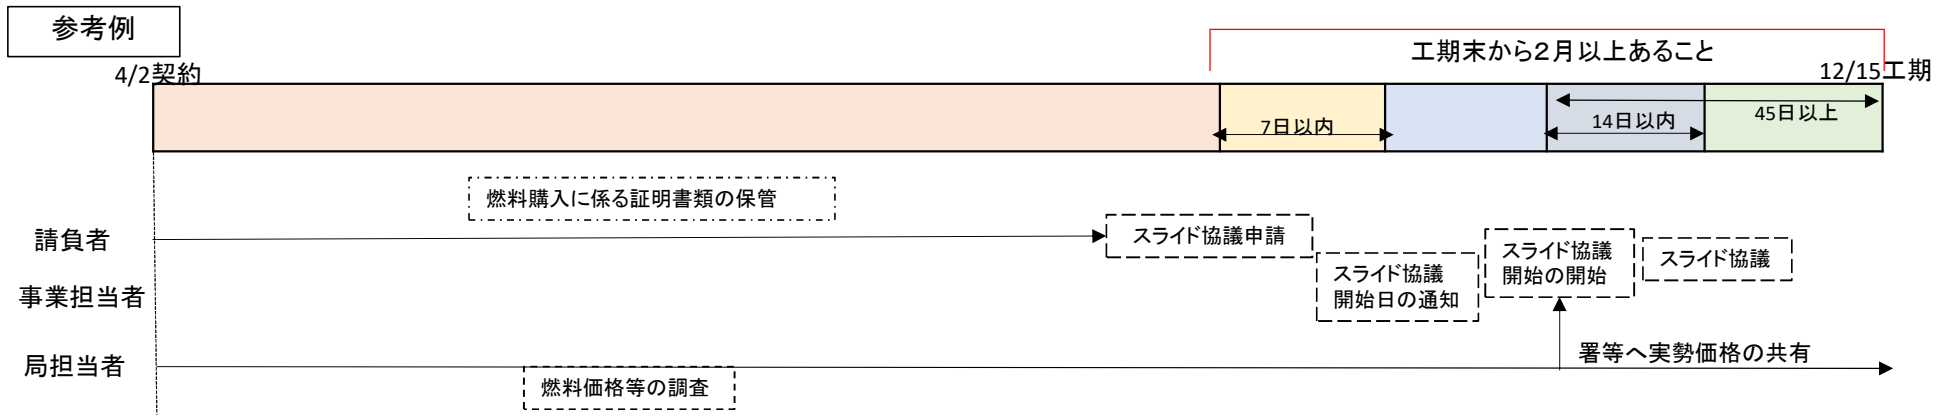 参考例
工期末から２月以上あること
4/2契約
12/15工期
7日以内
14日以内
45日以上
燃料購入に係る証明書類の保管
請負者
スライド協議申請
スライド協議
開始の開始
スライド協議
スライド協議
開始日の通知
事業担当者
署等へ実勢価格の共有
局担当者
燃料価格等の調査